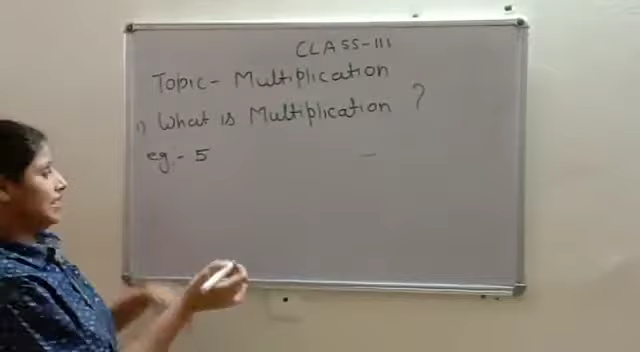 CLASS-III
Topic- Multiplication
1) What is Multiplication ?
eg.- 5